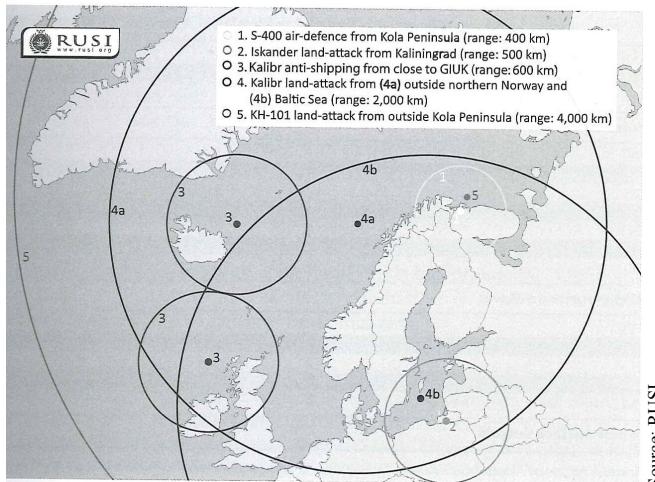 RUSI
www.rusi.org
1. S-400 air-defence from Kola Peninsula (range: 400 km)
2. Iskander land-attack from Kaliningrad (range: 500 km)
3. Kalibr anti-shipping from close to GIUK (range: 600 km)
4. Kalibr land-attack from (4a) outside northern Norway and
(4b) Baltic Sea (range: 2,000 km)
5. KH-101 land-attack from outside Kola Peninsula (range: 4,000 km)
4b
1
3
5
4a
3
4a
5
3
3
4b
2
Source: RUSI